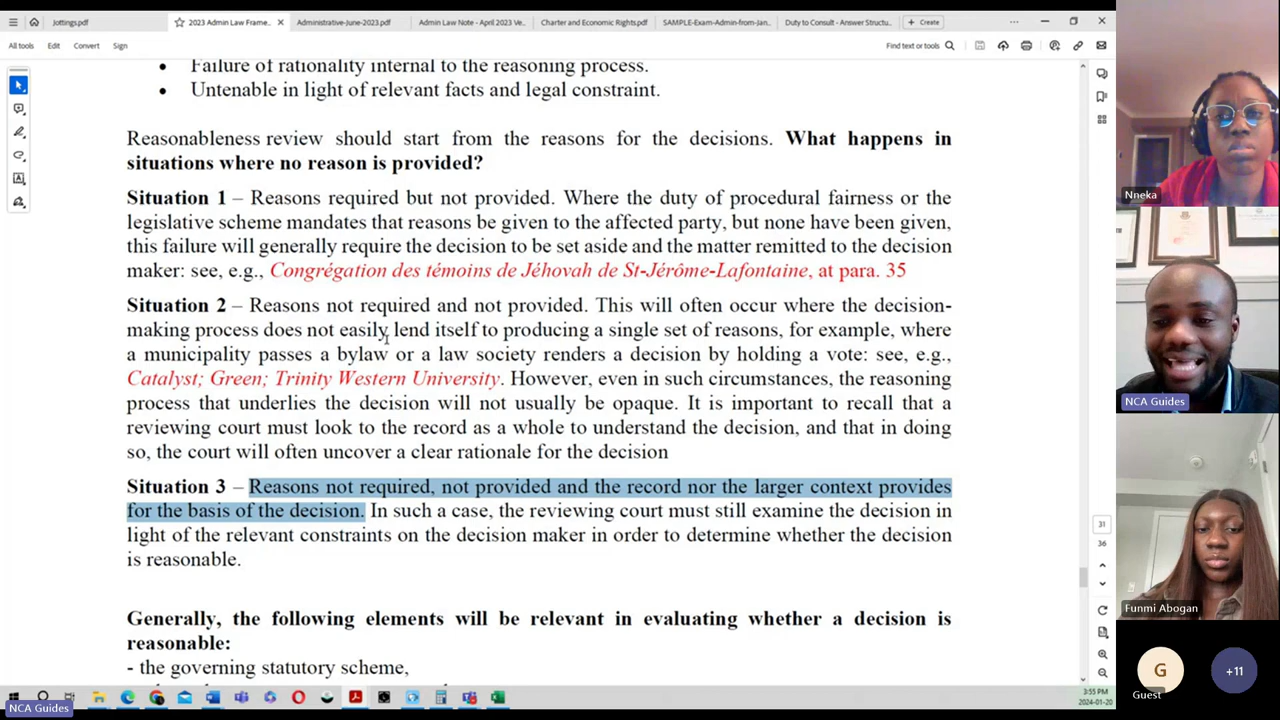 Jottings.pdf
2023 Admin Law Frame...
Administrative-June-2023.pdf
Admin Law Note - April 2023 Ve...
Charter and Economic Rights.pdf
SAMPLE-Exam-Admin-from-Jan...
Duty to Consult - Answer Structu...
Create
All tools
Edit
Convert
Sign
Find text or tools
• Failure of rationality internal to the reasoning process.
• Untenable in light of relevant facts and legal constraint.
Reasonableness review should start from the reasons for the decisions. What happens in
situations where no reason is provided?
Situation 1 – Reasons required but not provided. Where the duty of procedural fairness or the
legislative scheme mandates that reasons be given to the affected party, but none have been given,
this failure will generally require the decision to be set aside and the matter remitted to the decision
maker: see, e.g., Congrégation des témoins de Jéhovah de St-Jérôme-Lafontaine, at para. 35
Situation 2 – Reasons not required and not provided. This will often occur where the decision-
making process does not easily lend itself to producing a single set of reasons, for example, where
a municipality passes a bylaw or a law society renders a decision by holding a vote: see, e.g.,
Catalyst; Green; Trinity Western University. However, even in such circumstances, the reasoning
process that underlies the decision will not usually be opaque. It is important to recall that a
reviewing court must look to the record as a whole to understand the decision, and that in doing
so, the court will often uncover a clear rationale for the decision
Situation 3 – Reasons not required, not provided and the record nor the larger context provides
for the basis of the decision. In such a case, the reviewing court must still examine the decision in
light of the relevant constraints on the decision maker in order to determine whether the decision
is reasonable.
Generally, the following elements will be relevant in evaluating whether a decision is
reasonable:
- the governing statutory scheme,
31
36
3:55 PM
2024-01-20
NCA Guides
Nneka
NCA Guides
Funmi Abogan
G
Guest
+11